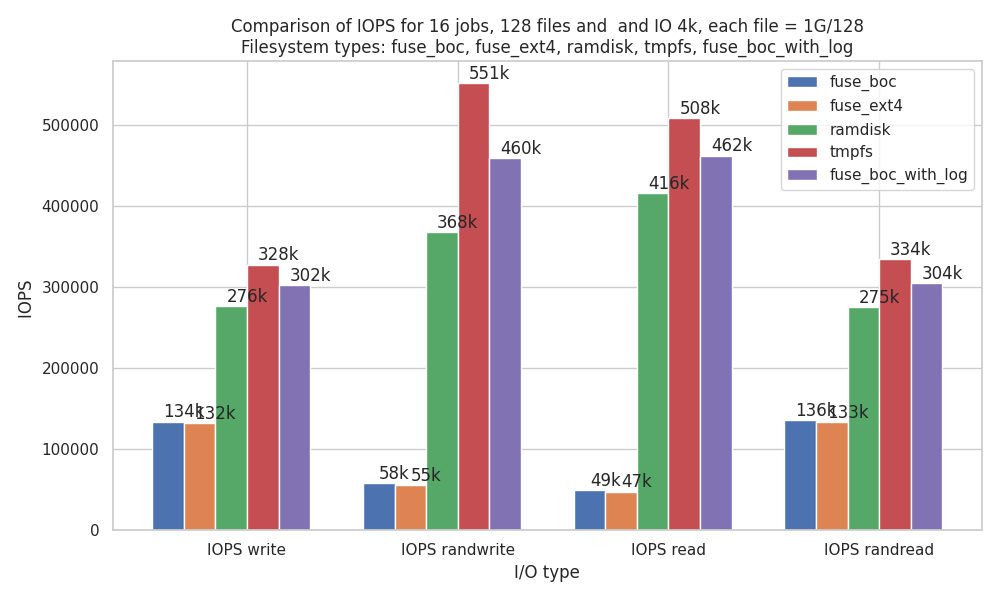 Comparison of IOPS for 16 jobs, 128 files and  and IO 4k, each file = 1G/128
Filesystem types: fuse_boc, fuse_ext4, ramdisk, tmpfs, fuse_boc_with_log
fuse_boc
fuse_ext4
ramdisk
tmpfs
fuse_boc_with_log
IOPS
500000
400000
300000
200000
100000
0
134k
132k
276k
328k
302k
58k
55k
368k
551k
460k
49k
47k
416k
508k
462k
136k
133k
275k
334k
304k
IOPS write
IOPS randwrite
IOPS read
IOPS randread
I/O type